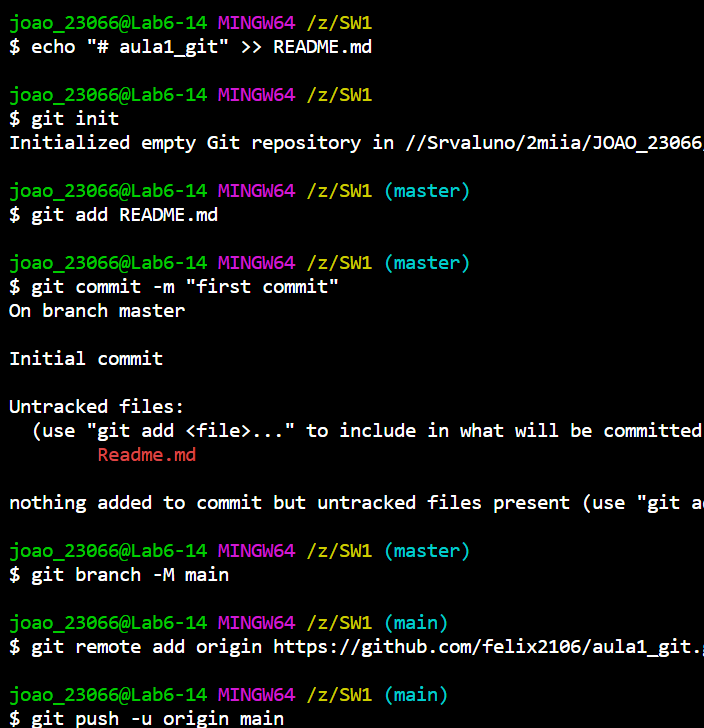 joao_23066@Lab6-14 MINGW64 /z/SW1
$ echo "# aula1_git" >> README.md
joao_23066@Lab6-14 MINGW64 /z/SW1
$ git init
Initialized empty Git repository in //Srvaluno/2miia/JOAO_23066/
joao_23066@Lab6-14 MINGW64 /z/SW1 (master)
$ git add README.md
joao_23066@Lab6-14 MINGW64 /z/SW1 (master)
$ git commit -m "first commit"
On branch master
Initial commit
Untracked files:
(use "git add <file>..." to include in what will be committed
Readme.md
nothing added to commit but untracked files present (use "git a
joao_23066@Lab6-14 MINGW64 /z/SW1 (master)
$ git branch -M main
joao_23066@Lab6-14 MINGW64 /z/SW1 (main)
$ git remote add origin https://github.com/felix2106/aula1_git.
joao_23066@Lab6-14 MINGW64 /z/SW1 (main)
$ git push -u origin main